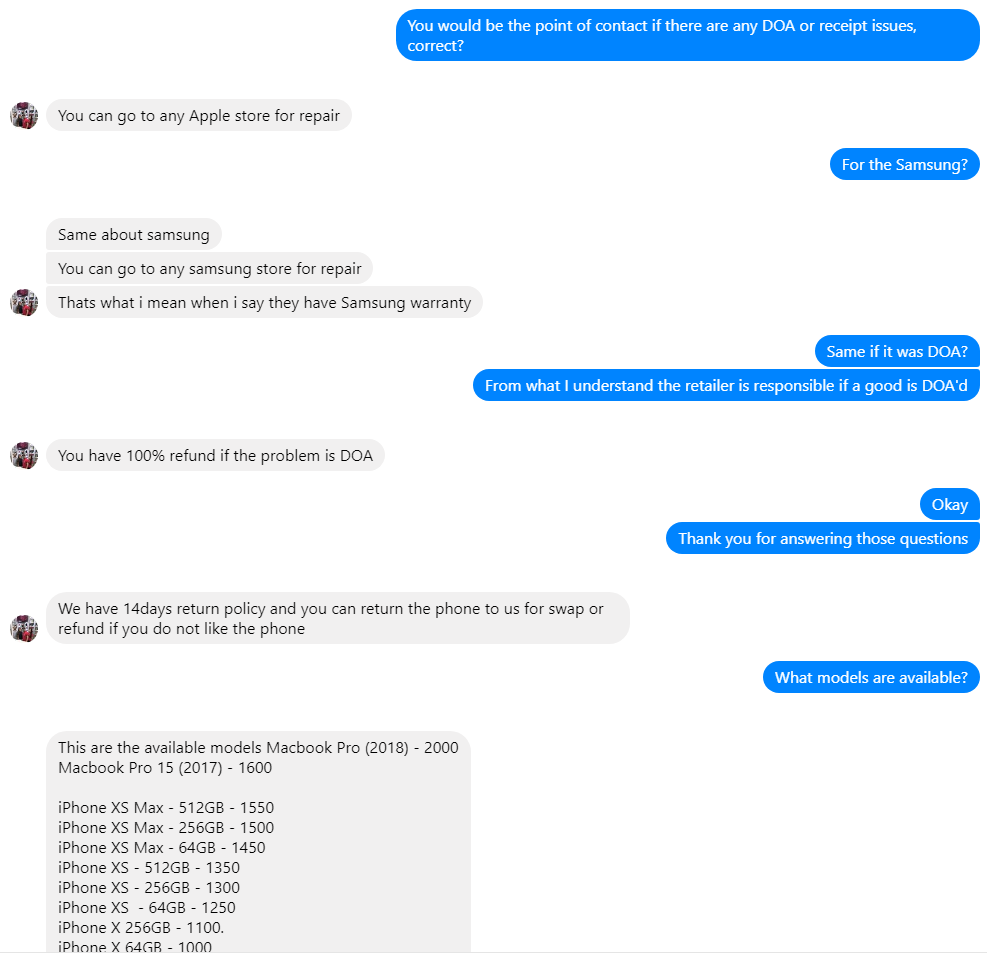 You would be the point of contact if there are any DOA or receipt issues,
correct?
You can go to any Apple store for repair
For the Samsung?
Same about samsung
You can go to any samsung store for repair
Thats what i mean when i say they have Samsung warranty
Same if it was DOA?
From what I understand the retailer is responsible if a good is DOA'd
You have 100% refund if the problem is DOA
Okay
Thank you for answering those questions
We have 14days return policy and you can return the phone to us for swap or
refund if you do not like the phone
What models are available?
This are the available models Macbook Pro (2018) - 2000
Macbook Pro 15 (2017) - 1600
iPhone XS Max - 512GB - 1550
iPhone XS Max - 256GB - 1500
iPhone XS Max - 64GB - 1450
iPhone XS - 512GB - 1350
iPhone XS - 256GB - 1300
iPhone XS  - 64GB - 1250
iPhone X 256GB - 1100.
iPhone X 64GB - 1000